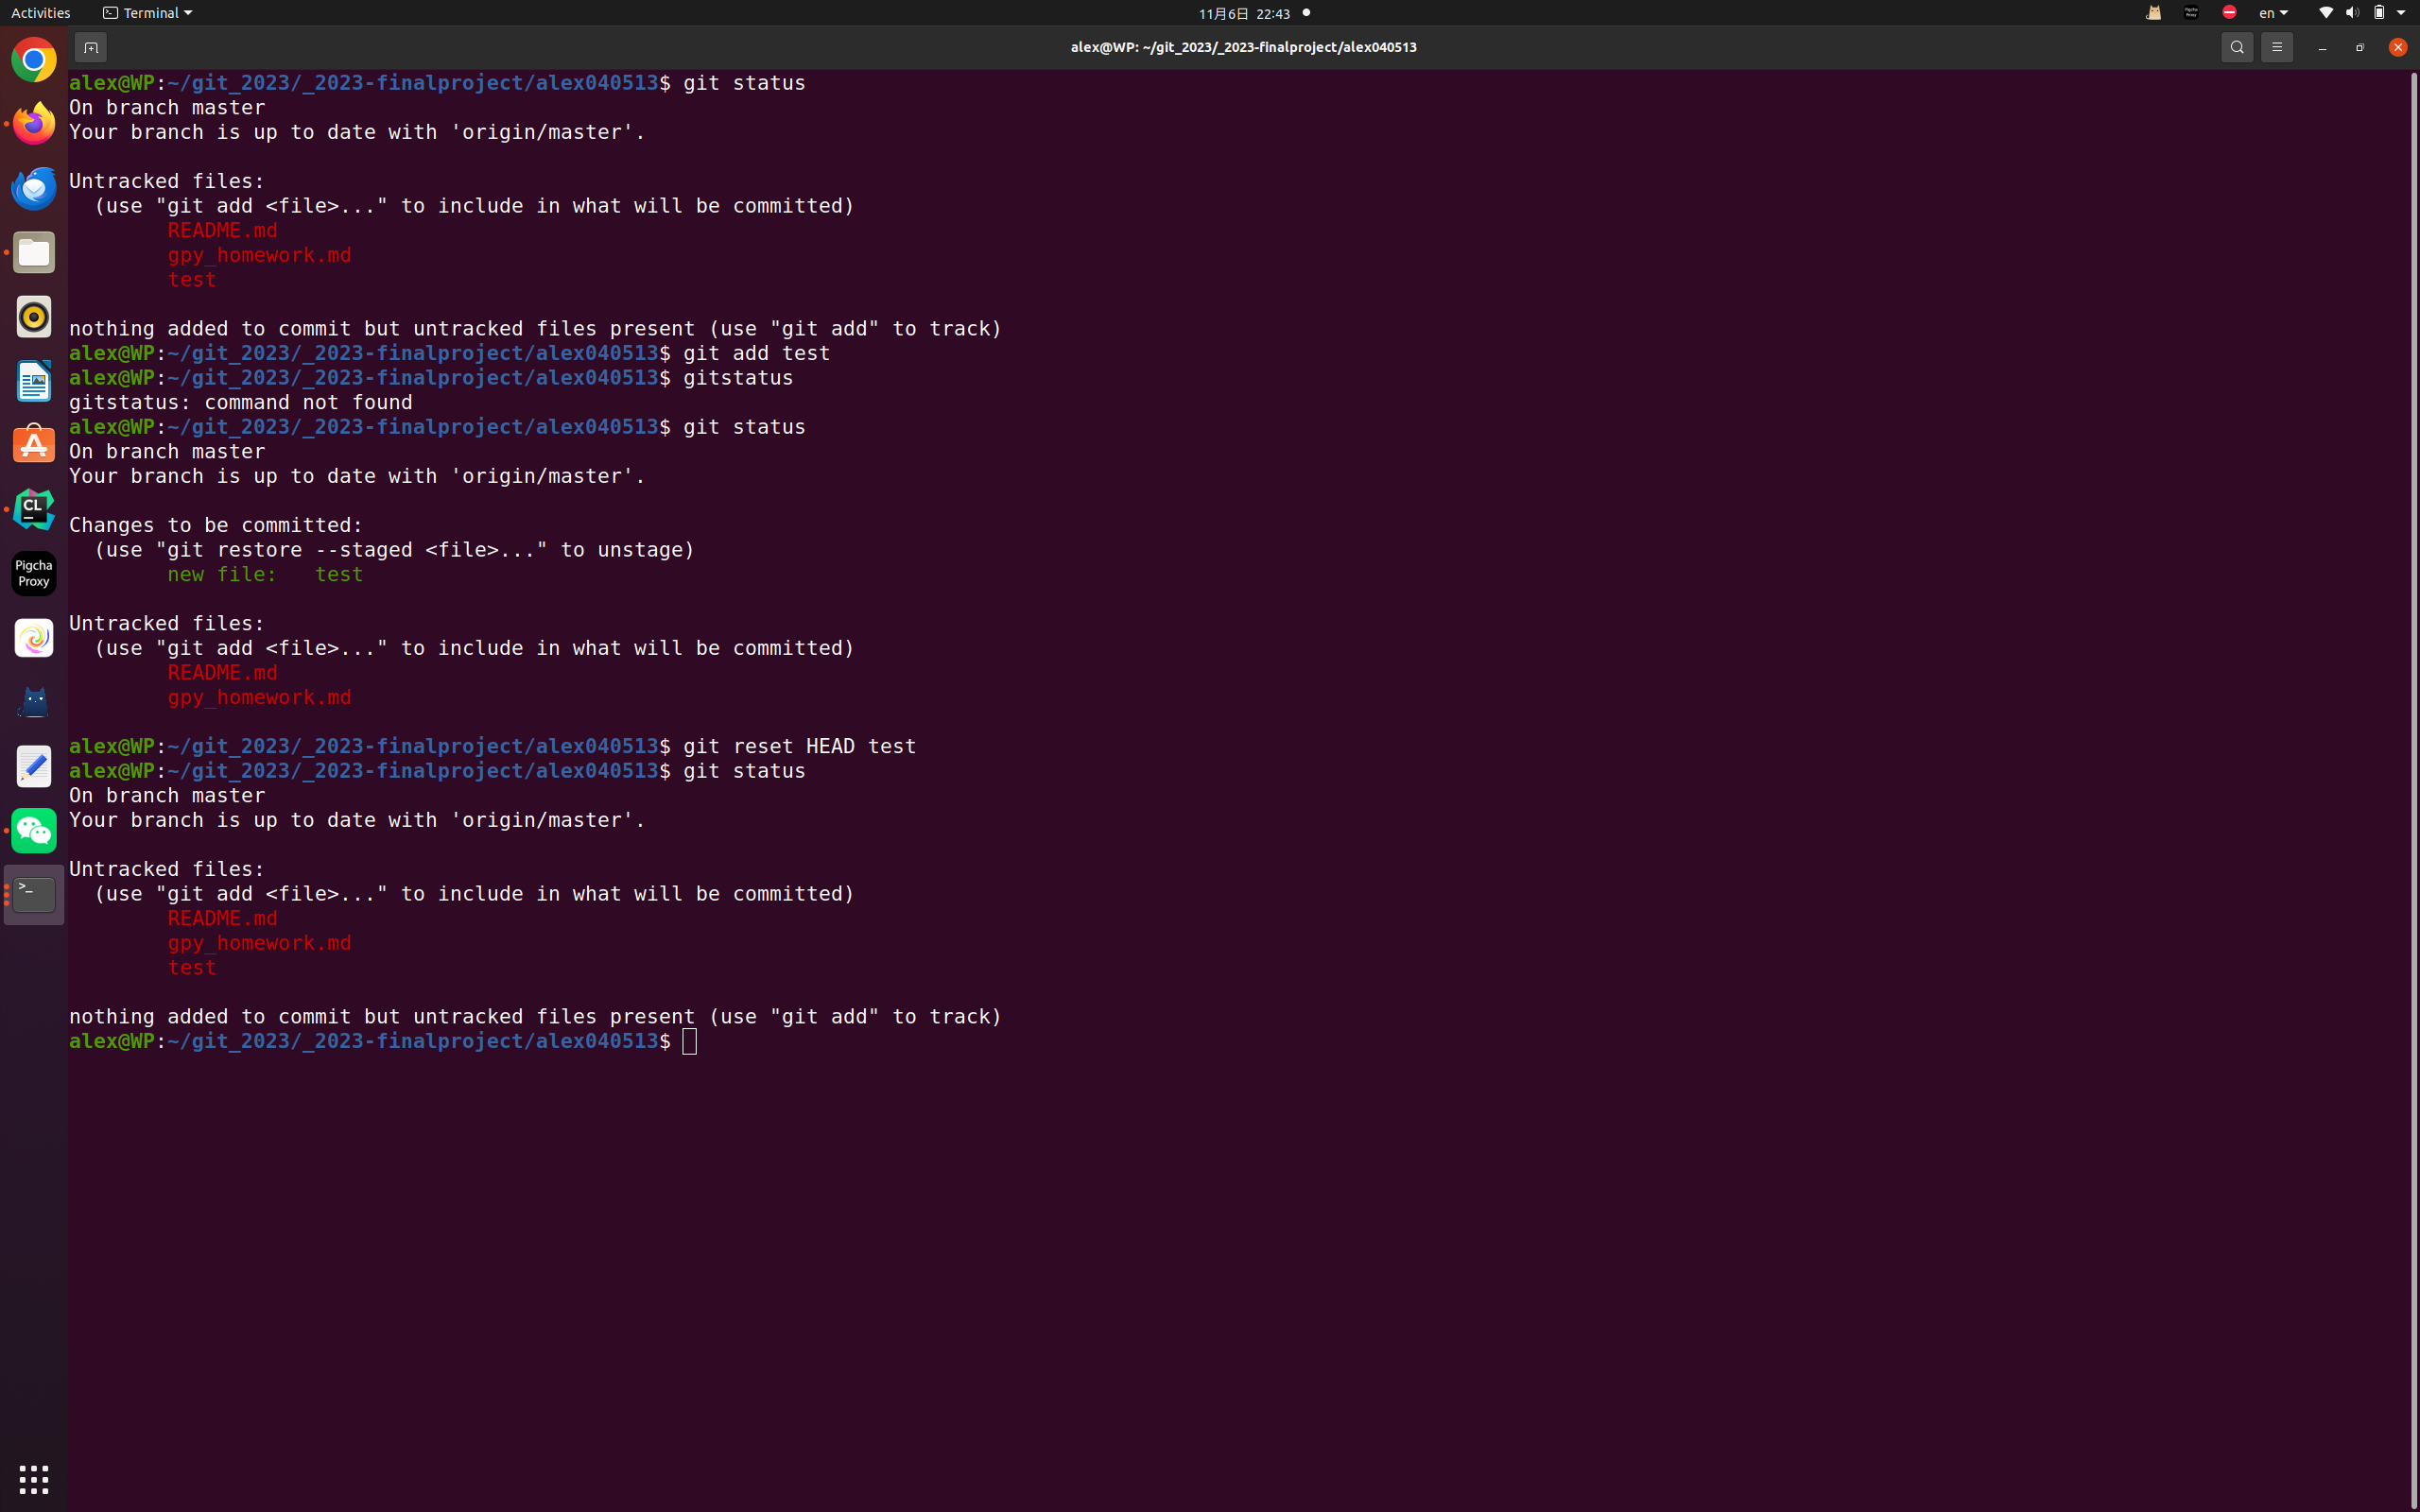 Activities
Terminal
11月6日 22:43
en
alex@WP: ~/git_2023/_2023-finalproject/alex040513
alex@WP:~/git_2023/_2023-finalproject/alex040513$ git status
On branch master
Your branch is up to date with 'origin/master'.
Untracked files:
  (use "git add <file>..." to include in what will be committed)
        README.md
        gpy_homework.md
        test
nothing added to commit but untracked files present (use "git add" to track)
alex@WP:~/git_2023/_2023-finalproject/alex040513$ git add test
alex@WP:~/git_2023/_2023-finalproject/alex040513$ gitstatus
gitstatus: command not found
alex@WP:~/git_2023/_2023-finalproject/alex040513$ git status
On branch master
Your branch is up to date with 'origin/master'.
Changes to be committed:
  (use "git restore --staged <file>..." to unstage)
        new file:   test
Untracked files:
  (use "git add <file>..." to include in what will be committed)
        README.md
        gpy_homework.md
alex@WP:~/git_2023/_2023-finalproject/alex040513$ git reset HEAD test
alex@WP:~/git_2023/_2023-finalproject/alex040513$ git status
On branch master
Your branch is up to date with 'origin/master'.
Untracked files:
  (use "git add <file>..." to include in what will be committed)
        README.md
        gpy_homework.md
        test
nothing added to commit but untracked files present (use "git add" to track)
alex@WP:~/git_2023/_2023-finalproject/alex040513$
CL
Pigcha
Proxy
>_